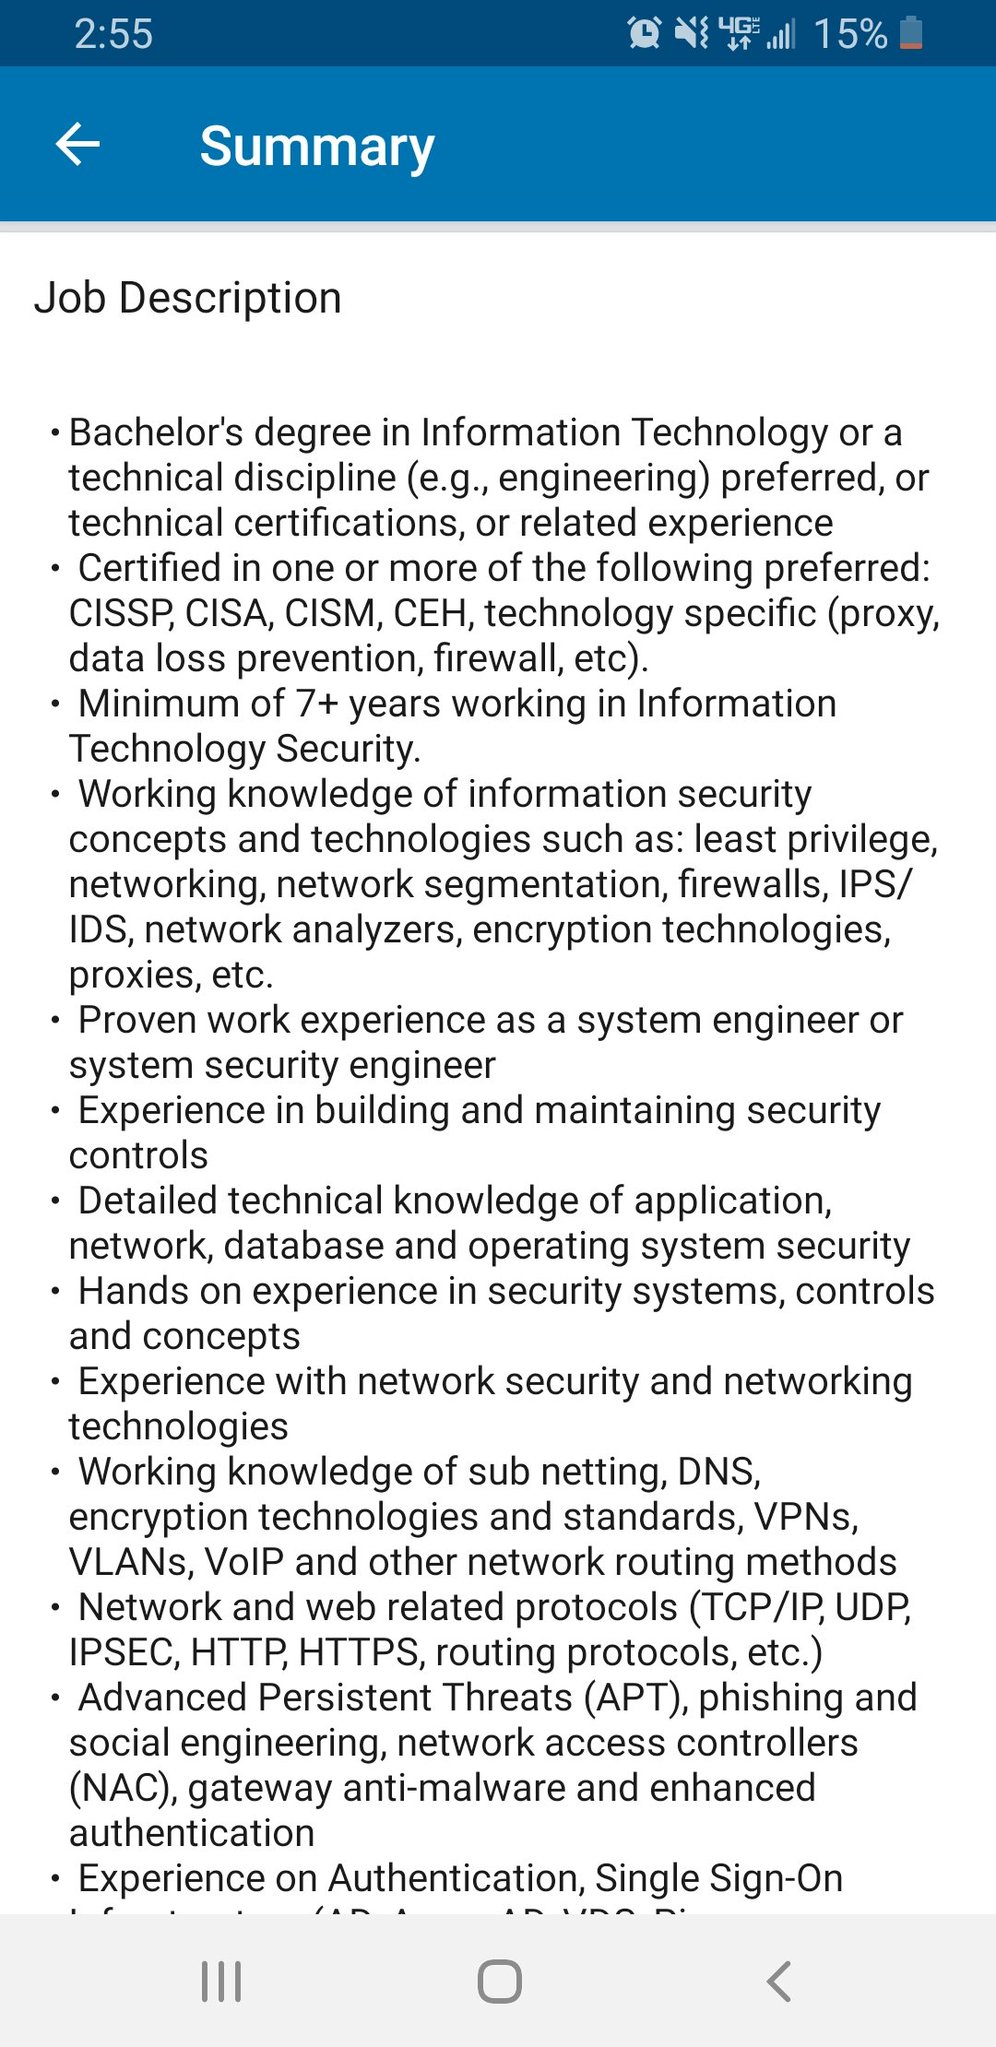 2:55 4G LTE 15%
Summary
Job Description
• Bachelor's degree in Information Technology or a
technical discipline (e.g., engineering) preferred, or
technical certifications, or related experience
• Certified in one or more of the following preferred:
CISSP, CISA, CISM, CEH, technology specific (proxy,
data loss prevention, firewall, etc).
• Minimum of 7+ years working in Information
Technology Security.
• Working knowledge of information security
concepts and technologies such as: least privilege,
networking, network segmentation, firewalls, IPS/
IDS, network analyzers, encryption technologies,
proxies, etc.
• Proven work experience as a system engineer or
system security engineer
• Experience in building and maintaining security
controls
• Detailed technical knowledge of application,
network, database and operating system security
• Hands on experience in security systems, controls
and concepts
• Experience with network security and networking
technologies
• Working knowledge of sub netting, DNS,
encryption technologies and standards, VPNs,
VLANs, VoIP and other network routing methods
• Network and web related protocols (TCP/IP, UDP,
IPSEC, HTTP, HTTPS, routing protocols, etc.)
• Advanced Persistent Threats (APT), phishing and
social engineering, network access controllers
(NAC), gateway anti-malware and enhanced
authentication
• Experience on Authentication, Single Sign-On